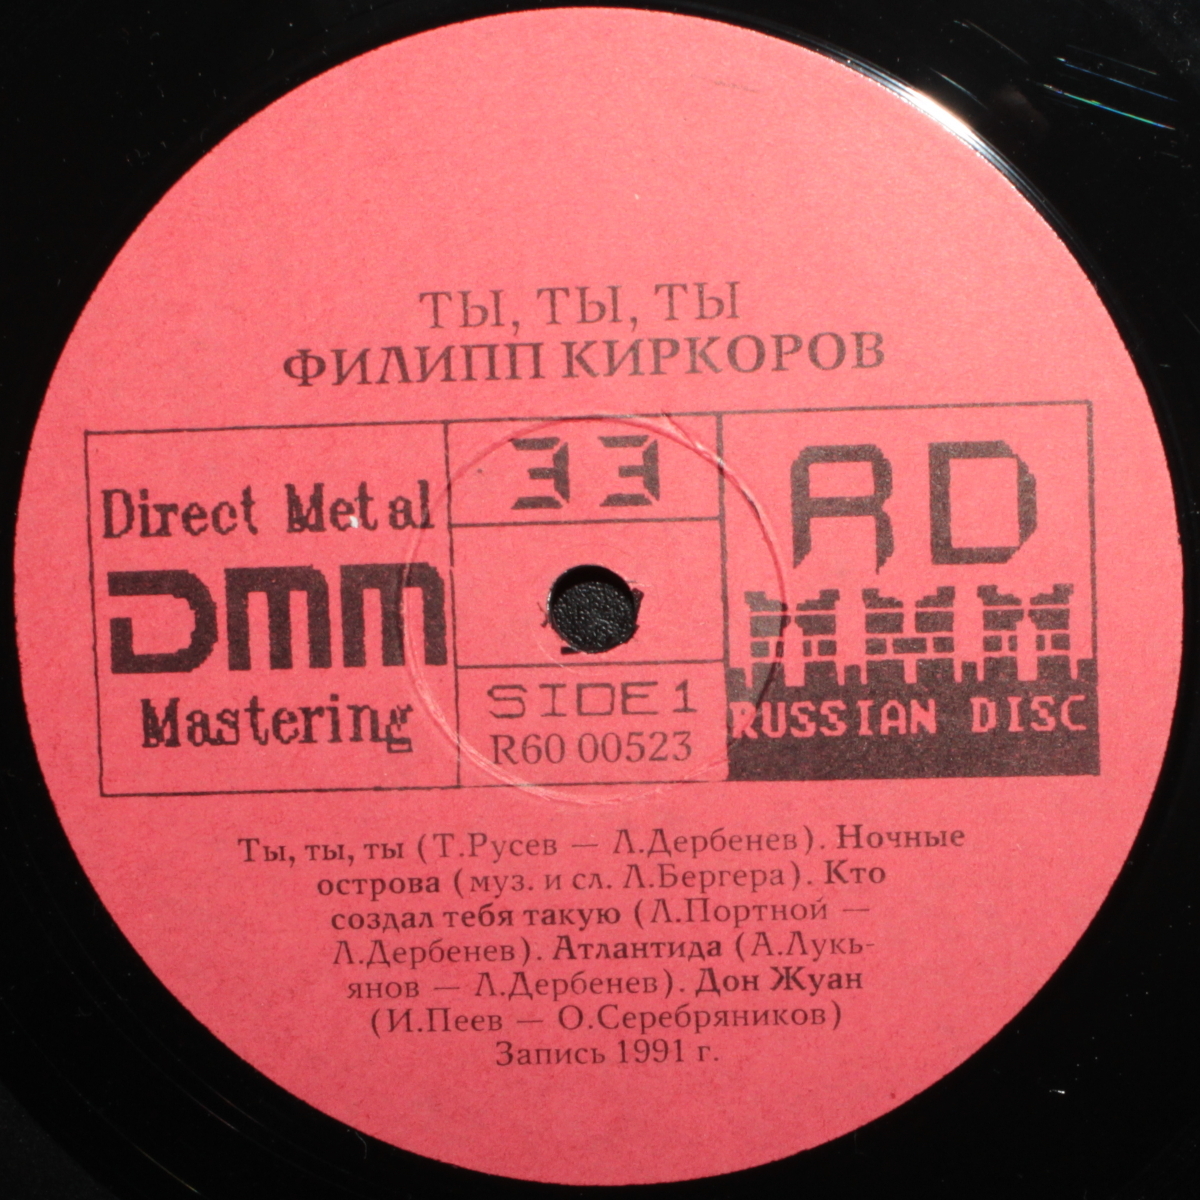 ТЫ, ТЫ, ТЫ
ФИЛИПП КИРКОРОВ
Direct Metal
DMM
Mastering
33
SIDE 1
R60 00523
RD
RUSSIAN DISC
Ты, ты, ты (Т.Русев — Л.Дербенев). Ночные
острова (муз. и сл. Л.Бергера). Кто
создал тебя такую (Л.Портной —
Л.Дербенев). Атлантида (А.Лукь-
янов — Л.Дербенев). Дон Жуан
(И.Пеев — О.Серебряников)
Запись 1991 г.